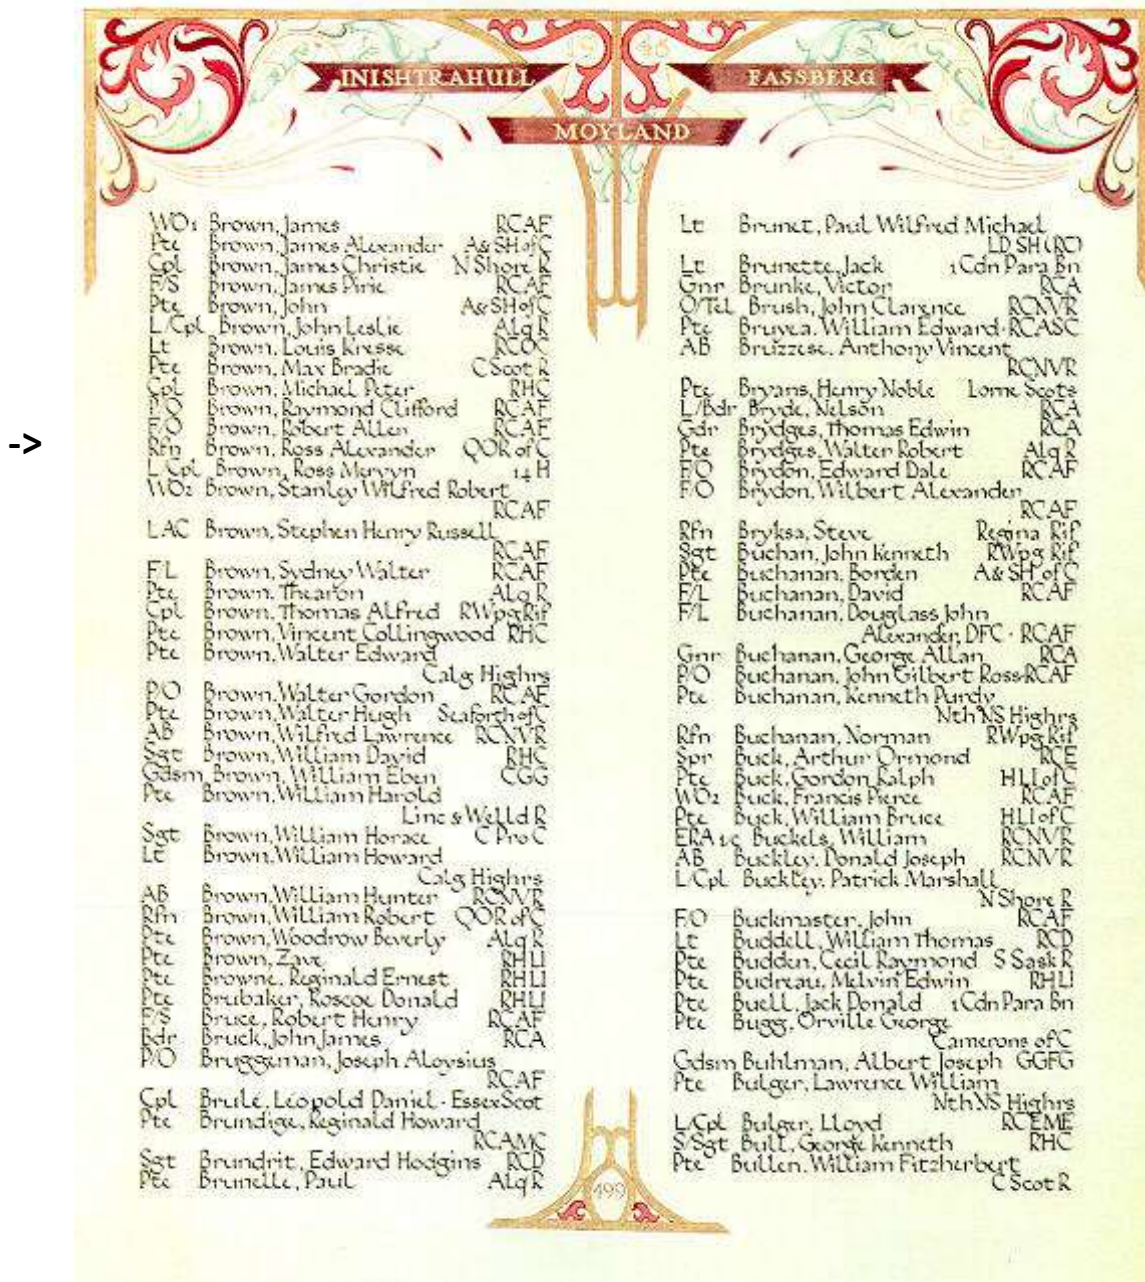 19 45
INISHTRAHULL
FASSBERG
MOYLAND
->
WO1 Brown, James RCAF
Pte Brown, James Alexander A&SH of C
Cpl Brown, James Christie N Shore R
F/S Brown, James Pirie RCAF
Pte Brown, John A&SH of C
L/Cpl Brown, John Leslie Alq R
Lt Brown, Louis Kresse RCOC
Pte Brown, Max Bradie C Scot R
Cpl Brown, Michael Peter RHC
P/O Brown, Raymond Clifford RCAF
F/O Brown, Robert Allen RCAF
Rfn Brown, Ross Alexander QOR of C
L/Cpl Brown, Ross Mervyn 14 H
WO2 Brown, Stanley Wilfred Robert
RCAF
LAC Brown, Stephen Henry Russell
RCAF
F/L Brown, Sydney Walter RCAF
Pte Brown, Thearon Alq R
Cpl Brown, Thomas Alfred RWpg Rif
Pte Brown, Vincent Collingwood RHC
Pte Brown, Walter Edward
Calg Highrs
P/O Brown, Walter Gordon RCAF
Pte Brown, Walter Hugh Seaforth of C
AB Brown, Wilfred Lawrence RCNVR
Sgt Brown, William David RHC
Gdsm Brown, William Eben CGG
Pte Brown, William Harold
Linc & Welld R
Sgt Brown, William Horace C Pro C
Lt Brown, William Howard
Calg Highrs
AB Brown, William Hunter RCNVR
Rfn Brown, William Robert QOR of C
Pte Brown, Woodrow Beverly Alq R
Pte Brown, Zave RHLI
Pte Browne, Reginald Ernest RHLI
Pte Brubaker, Roscoe Donald RHLI
F/S Bruce, Robert Henry RCAF
Bdr Bruck, John James RCA
P/O Bruggeman, Joseph Aloysius
RCAF
Cpl Brulé, Leopold Daniel · Essex Scot
Pte Brundige, Reginald Howard
RCAMC
Sgt Brundrit, Edward Hodgins RCD
Pte Brunelle, Paul Alq R
Lt Brunet, Paul Wilfred Michael
LD SH (RC)
Lt Brunette, Jack 1 Cdn Para Bn
Gnr Brunke, Victor RCA
O/Tel Brush, John Clarence RCNVR
Pte Bruyea, William Edward · RCASC
AB Bruzzese, Anthony Vincent
RCNVR
Pte Bryans, Henry Noble Lorne Scots
L/Bdr Bryde, Nelson RCA
Gdr Brydges, Thomas Edwin RCA
Pte Brydges, Walter Robert Alq R
F/O Brydon, Edward Dale RCAF
F/O Brydon, Wilbert Alexander
RCAF
Rfn Bryksa, Steve Regina Rif
Sgt Buchan, John Kenneth RWpg Rif
Pte Buchanan, Borden A&SH of C
F/L Buchanan, David RCAF
F/L Buchanan, Douglass John
Alexander, DFC · RCAF
Gnr Buchanan, George Allan RCA
P/O Buchanan, John Gilbert Ross RCAF
Pte Buchanan, Kenneth Purdy
Nth NS Highrs
Rfn Buchanan, Norman RWpg Rif
Spr Buck, Arthur Ormond RCE
Pte Buck, Gordon Ralph HLI of C
WO2 Buck, Francis Pierce RCAF
Pte Buck, William Bruce HLI of C
ERA 4c Buckels, William RCNVR
AB Buckley, Donald Joseph RCNVR
L/Cpl Buckley, Patrick Marshall
N Shore R
F/O Buckmaster, John RCAF
Lt Buddell, William Thomas RCD
Pte Budden, Cecil Raymond S Sask R
Pte Budreau, Melvin Edwin RHLI
Pte Buell, Jack Donald 1 Cdn Para Bn
Pte Bugg, Orville George
Camerons of C
Gdsm Buhlman, Albert Joseph GGFG
Pte Bulger, Lawrence William
Nth NS Highrs
L/Cpl Bulger, Lloyd RCEME
S/Sgt Bull, George Kenneth RHC
Pte Bullen, William Fitzherbert
C Scot R
499